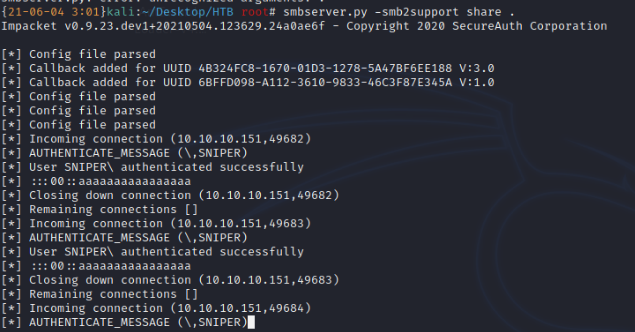 {21-06-04 3:01}kali:~/Desktop/HTB root# smbserver.py -smb2support share .
Impacket v0.9.23.dev1+20210504.123629.24a0ae6f - Copyright 2020 SecureAuth Corporation
[*] Config file parsed
[*] Callback added for UUID 4B324FC8-1670-01D3-1278-5A47BF6EE188 V:3.0
[*] Callback added for UUID 6BFFD098-A112-3610-9833-46C3F87E345A V:1.0
[*] Config file parsed
[*] Config file parsed
[*] Config file parsed
[*] Incoming connection (10.10.10.151,49682)
[*] AUTHENTICATE_MESSAGE (\,SNIPER)
[*] User SNIPER\ authenticated successfully
[*] :::00::aaaaaaaaaaaaaaaa
[*] Closing down connection (10.10.10.151,49682)
[*] Remaining connections []
[*] Incoming connection (10.10.10.151,49683)
[*] AUTHENTICATE_MESSAGE (\,SNIPER)
[*] User SNIPER\ authenticated successfully
[*] :::00::aaaaaaaaaaaaaaaa
[*] Closing down connection (10.10.10.151,49683)
[*] Remaining connections []
[*] Incoming connection (10.10.10.151,49684)
[*] AUTHENTICATE_MESSAGE (\,SNIPER)